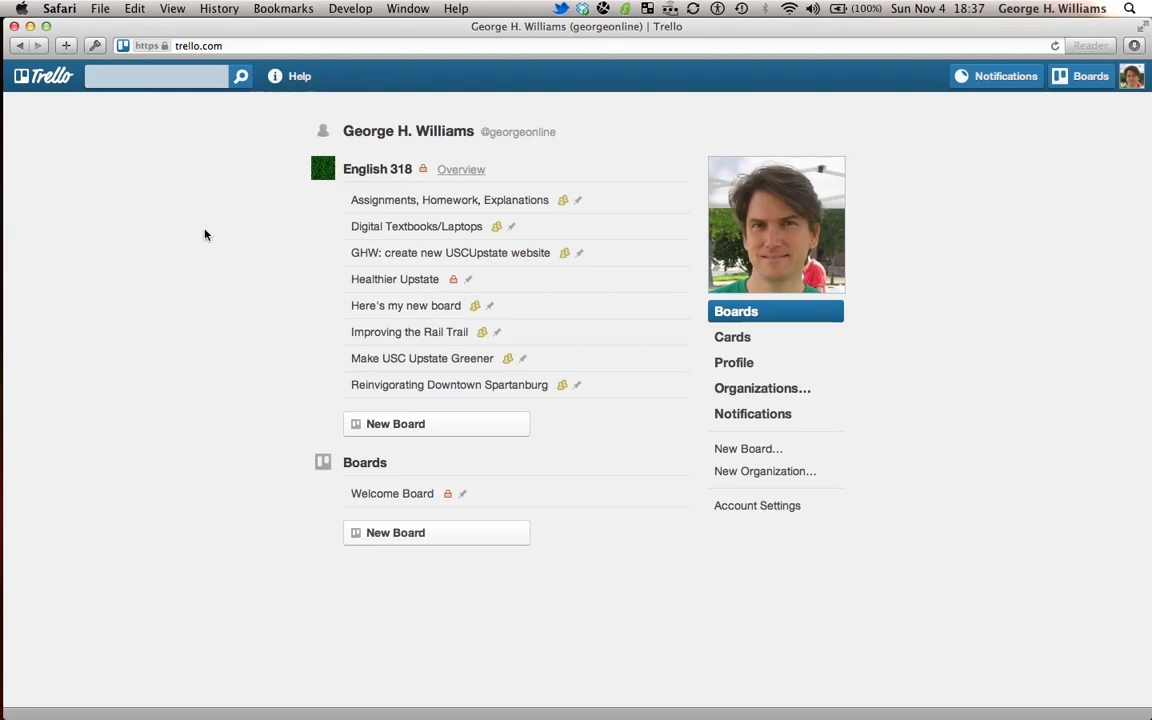 Safari File Edit View History Bookmarks Develop Window Help (100%) Sun Nov 4 18:37 George H. Williams
George H. Williams (georgeonline) | Trello
https trello.com Reader
Trello Help Notifications Boards
George H. Williams @georgeonline
English 318 Overview
Assignments, Homework, Explanations
Digital Textbooks/Laptops
GHW: create new USCUpstate website
Healthier Upstate
Here's my new board
Improving the Rail Trail
Make USC Upstate Greener
Reinvigorating Downtown Spartanburg
New Board
Boards
Welcome Board
New Board
Boards
Cards
Profile
Organizations...
Notifications
New Board...
New Organization...
Account Settings